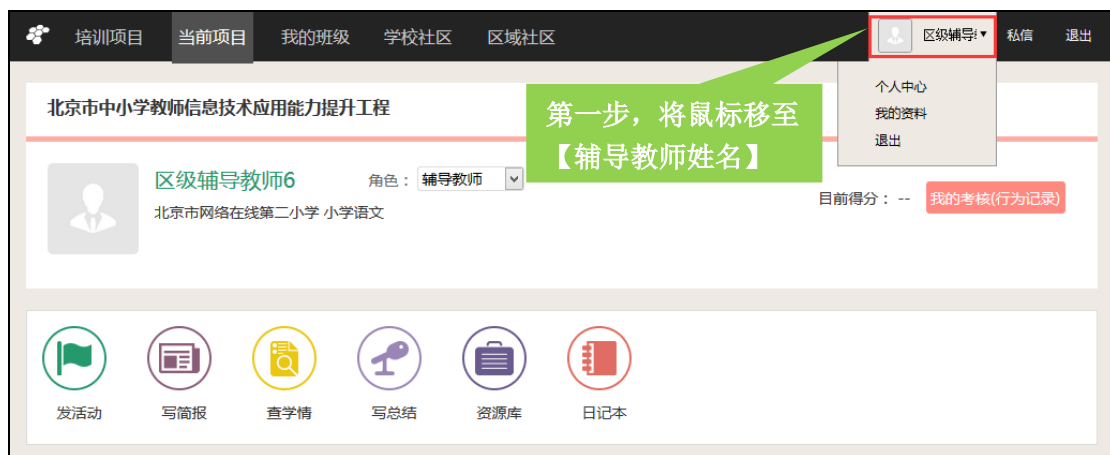 培训项目 当前项目 我的班级 学校社区 区域社区 区级辅导 私信 退出
个人中心
我的资料
退出
北京市中小学教师信息技术应用能力提升工程
第一步，将鼠标移至
【辅导教师姓名】
区级辅导教师6 角色： 辅导教师
北京市网络在线第二小学 小学语文
目前得分： -- 我的考核(行为记录)
发活动 写简报 查学情 写总结 资源库 日记本